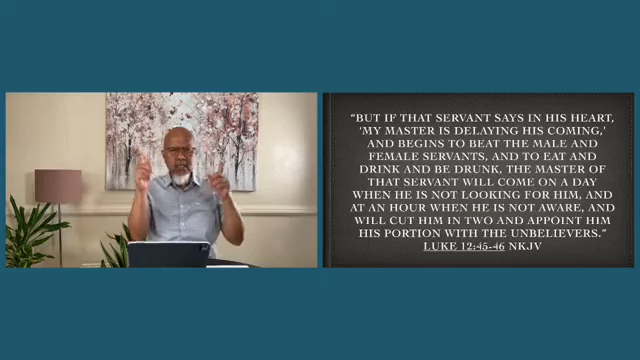 “BUT IF THAT SERVANT SAYS IN HIS HEART,
‘MY MASTER IS DELAYING HIS COMING,’
AND BEGINS TO BEAT THE MALE AND
FEMALE SERVANTS, AND TO EAT AND
DRINK AND BE DRUNK, THE MASTER OF
THAT SERVANT WILL COME ON A DAY
WHEN HE IS NOT LOOKING FOR HIM, AND
AT AN HOUR WHEN HE IS NOT AWARE, AND
WILL CUT HIM IN TWO AND APPOINT HIM
HIS PORTION WITH THE UNBELIEVERS.”
LUKE 12:45-46 NKJV